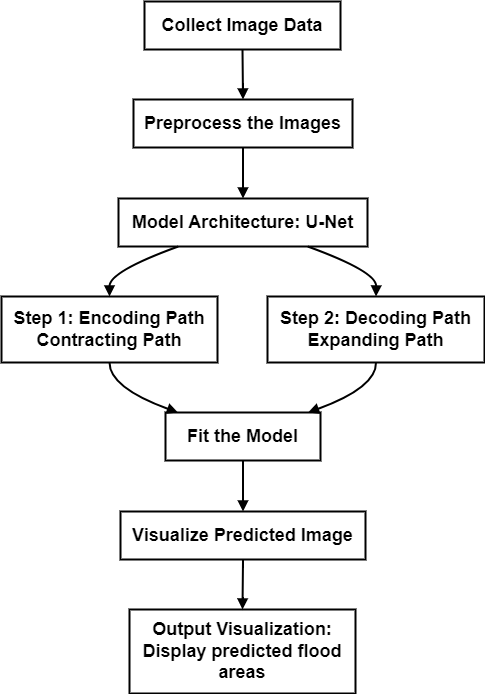 Collect Image Data
Preprocess the Images
Model Architecture: U-Net
Step 1: Encoding Path
Contracting Path
Step 2: Decoding Path
Expanding Path
Fit the Model
Visualize Predicted Image
Output Visualization:
Display predicted flood
areas